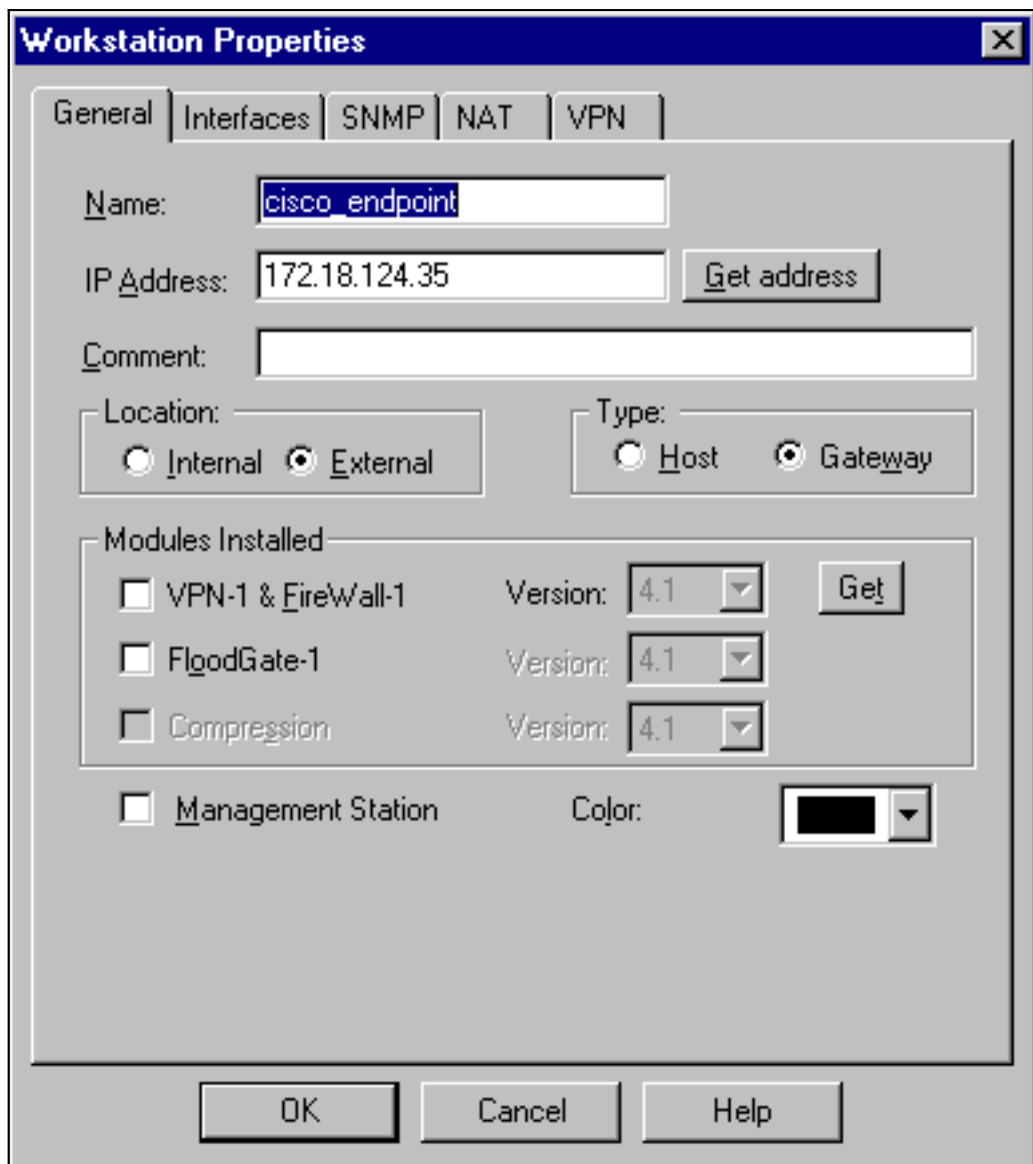 Workstation Properties
General Interfaces SNMP NAT VPN
Name: cisco_endpoint
IP Address: 172.18.124.35 Get address
Comment:
Location: Type:
Internal External Host Gateway
Modules Installed
VPN-1 & FireWall-1 Version: 4.1 Get
FloodGate-1 Version: 4.1
Compression Version: 4.1
Management Station Color:
OK Cancel Help